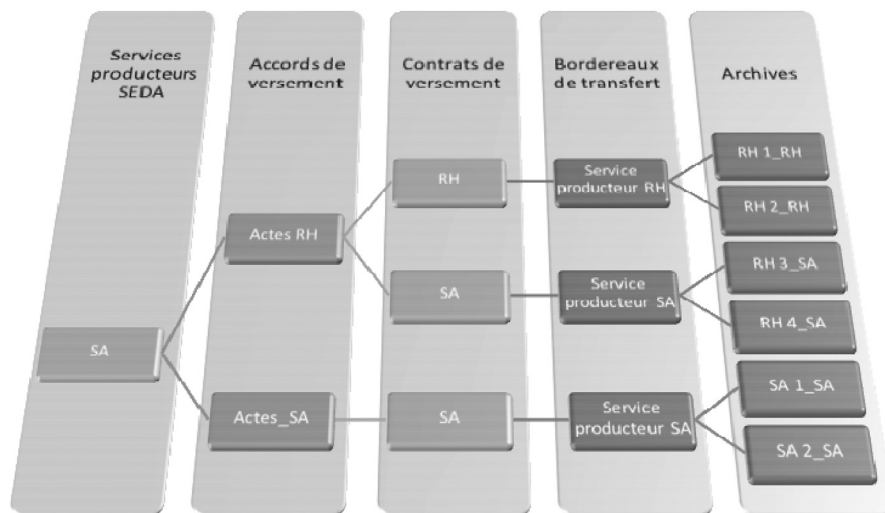 Services
producteurs
SEDA
Accords de
versement
Contrats de
versement
Bordereaux
de transfert
Archives
SA
Actes RH
Actes_SA
RH
SA
SA
Service
producteur RH
Service
producteur SA
Service
producteur SA
RH 1_RH
RH 2_RH
RH 3_SA
RH 4_SA
SA 1_SA
SA 2_SA